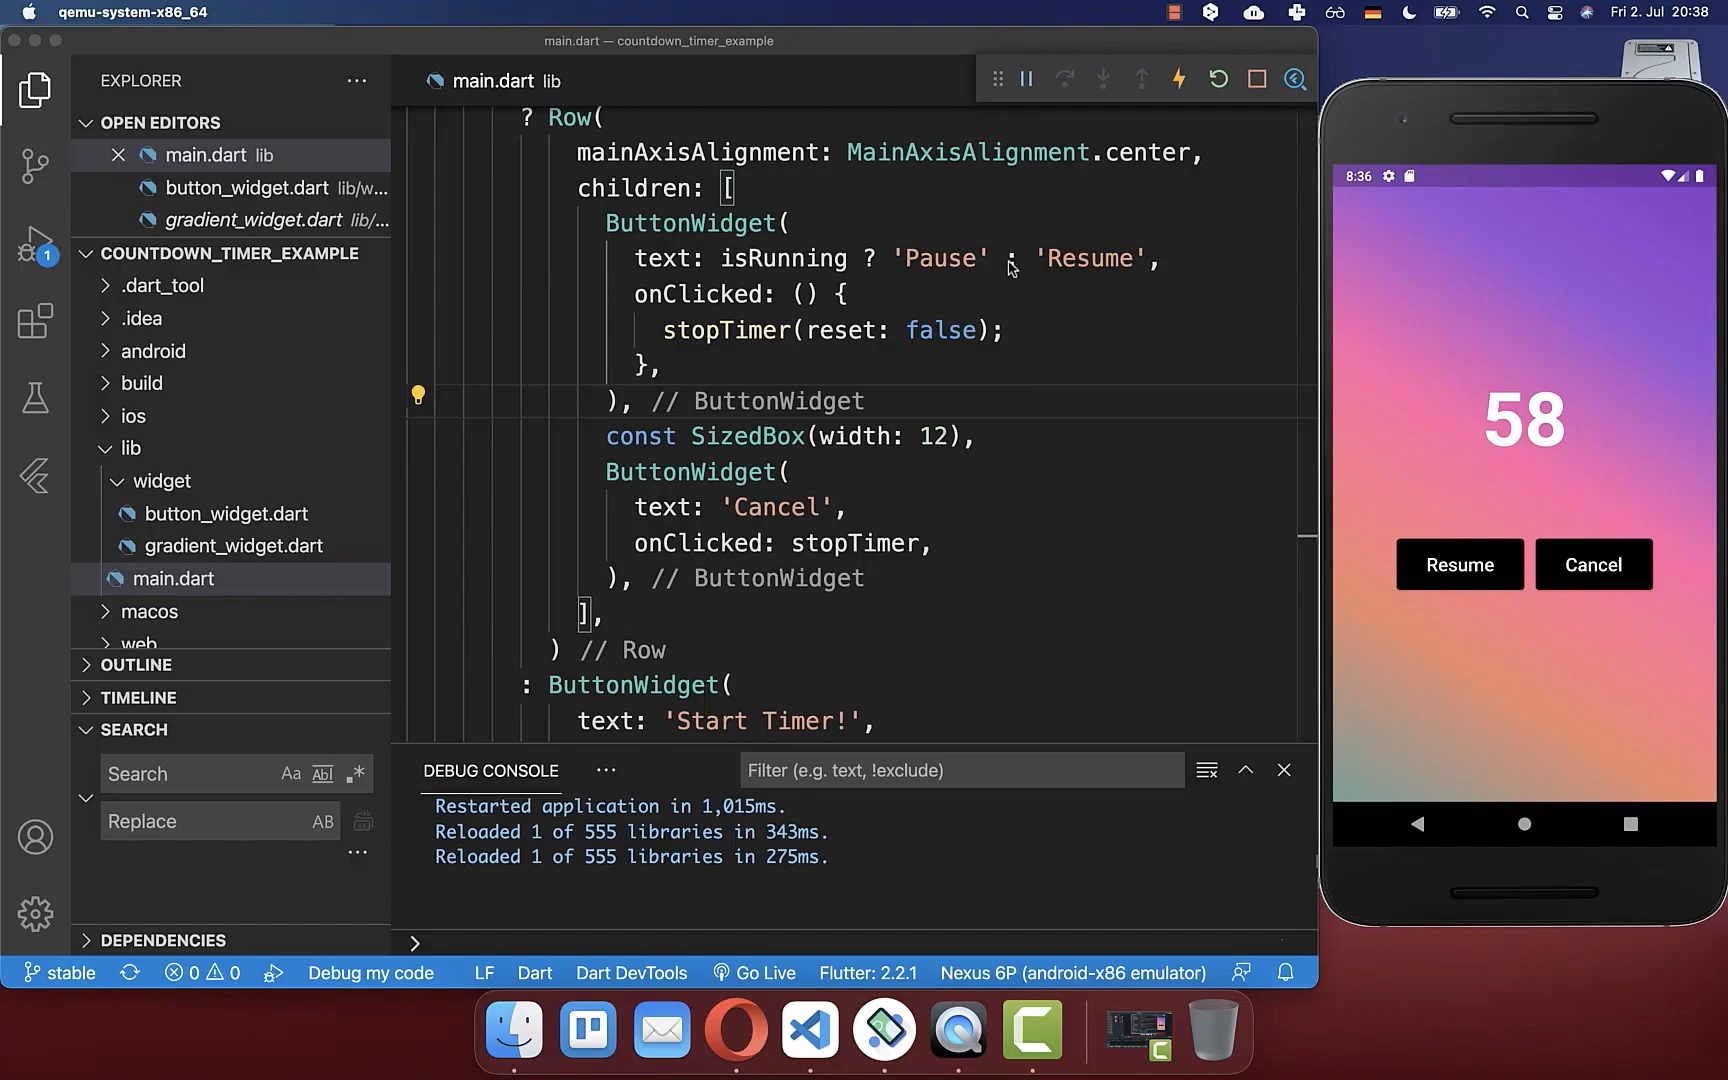 qemu-system-x86_64
Fri 2. Jul 20:38
main.dart — countdown_timer_example
EXPLORER
OPEN EDITORS
main.dart lib
button_widget.dart lib/w...
gradient_widget.dart lib/...
COUNTDOWN_TIMER_EXAMPLE
.dart_tool
.idea
android
build
ios
lib
widget
button_widget.dart
gradient_widget.dart
main.dart
macos
web
OUTLINE
TIMELINE
SEARCH
Search
Aa Abl .*
Replace
AB
DEPENDENCIES
1
main.dart lib
? Row(
mainAxisAlignment: MainAxisAlignment.center,
children: [
ButtonWidget(
text: isRunning ? 'Pause' : 'Resume',
onClicked: () {
stopTimer(reset: false);
},
), // ButtonWidget
const SizedBox(width: 12),
ButtonWidget(
text: 'Cancel',
onClicked: stopTimer,
), // ButtonWidget
],
) // Row
: ButtonWidget(
text: 'Start Timer!',
DEBUG CONSOLE
Filter (e.g. text, !exclude)
Restarted application in 1,015ms.
Reloaded 1 of 555 libraries in 343ms.
Reloaded 1 of 555 libraries in 275ms.
stable
0 0
Debug my code
LF
Dart
Dart DevTools
Go Live
Flutter: 2.2.1
Nexus 6P (android-x86 emulator)
8:36
58
Resume
Cancel